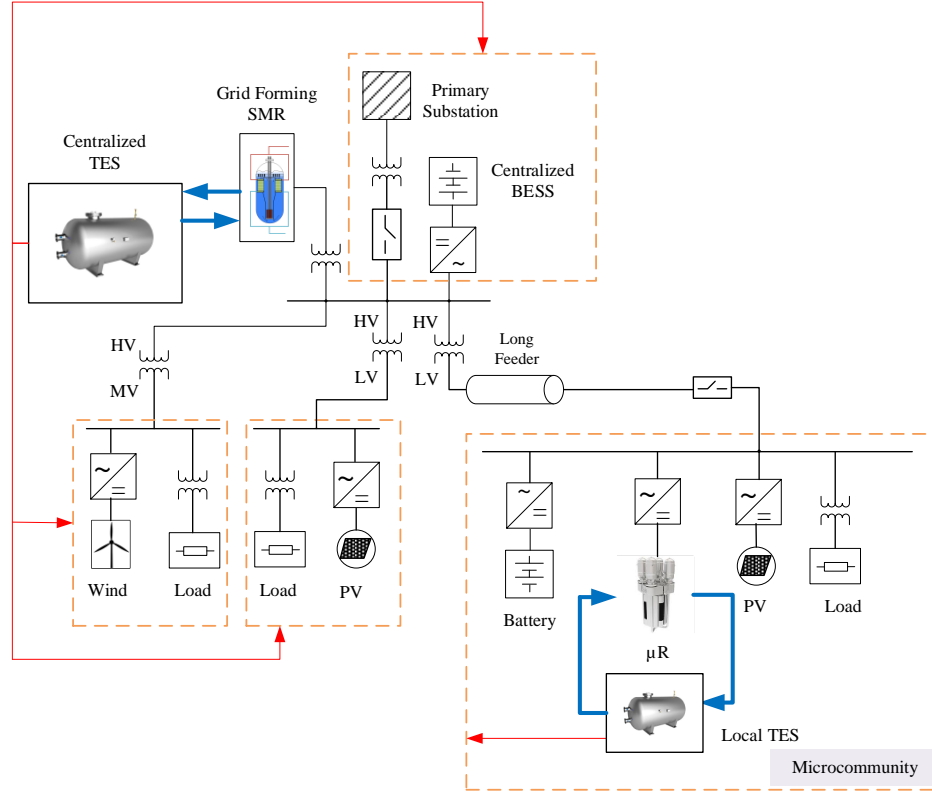 Primary
Substation
Grid Forming
SMR
Centralized
TES
Centralized
BESS
HV
HV
HV
Long
Feeder
LV
LV
MV
Wind
Load
Load
PV
Battery
µR
PV
Load
Local TES
Microcommunity